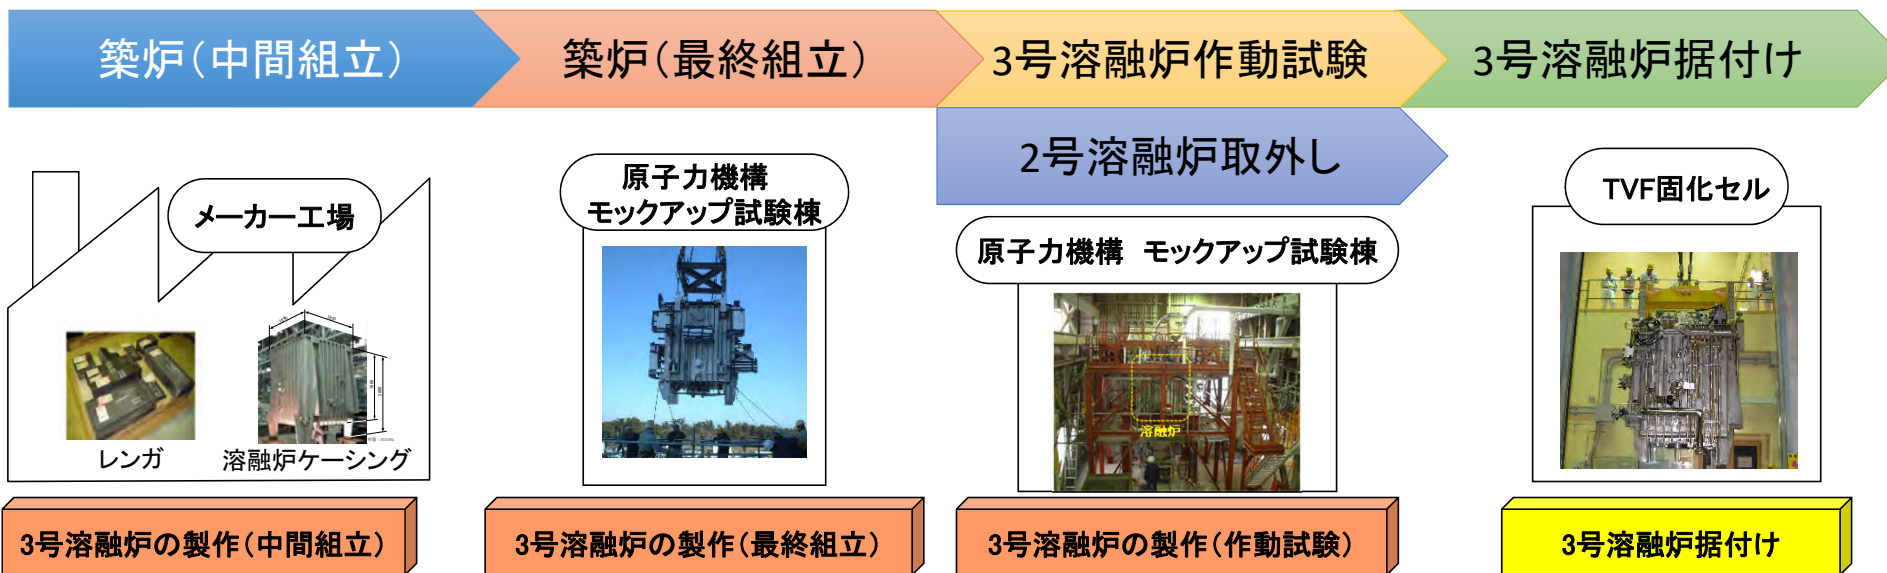 築炉(中間組立)
築炉(最終組立)
3号溶融炉作動試験
3号溶融炉据付け
2号溶融炉取外し
メーカー工場
レンガ
溶融炉ケーシング
原子力機構
モックアップ試験棟
原子力機構 モックアップ試験棟
溶融炉
TVF固化セル
3号溶融炉の製作(中間組立)
3号溶融炉の製作(最終組立)
3号溶融炉の製作(作動試験)
3号溶融炉据付け